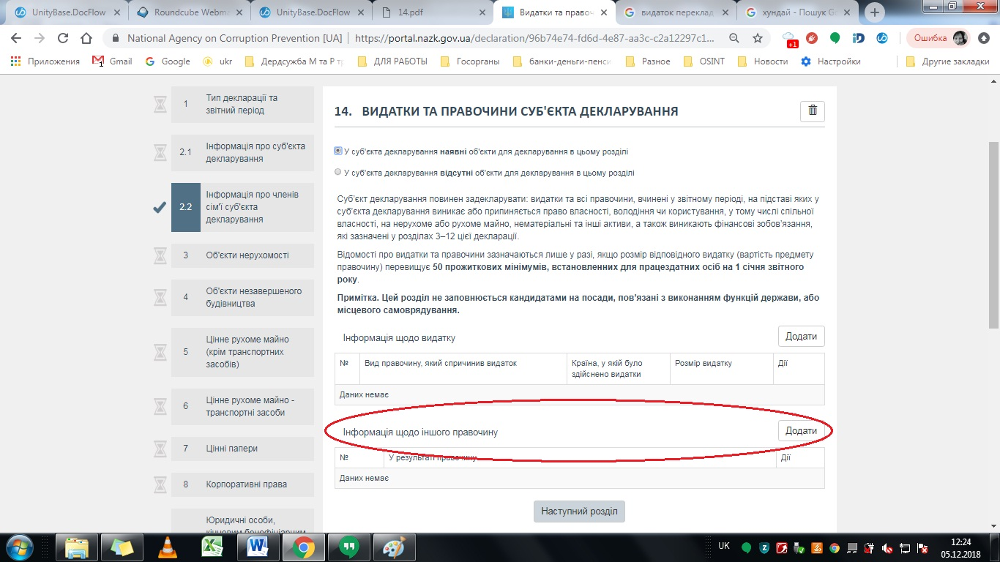 UnityBase.DocFlow
Roundcube Webma
UnityBase.DocFlow
14.pdf
Видатки та правоч
видаток переклад
хундай - Пошук Go
National Agency on Corruption Prevention [UA]
https://portal.nazk.gov.ua/declaration/96b74e74-fd6d-4e87-aa3c-c2a12297c1...
+1
Ошибка
Приложения
1
Gmail
Google
ukr
Дердсужба М та Р тр
ДЛЯ РАБОТЫ
Госорганы
банки-деньги-пенси
Разное
OSINT
Новости
Настройки
Другие закладки
1
Тип декларації та
звітний період
2.1
Інформація про суб'єкта
декларування
2.2
Інформація про членів
сім'ї суб'єкта
декларування
3
Об'єкти нерухомості
4
Об'єкти незавершеного
будівництва
5
Цінне рухоме майно
(крім транспортних
засобів)
6
Цінне рухоме майно -
транспортні засоби
7
Цінні папери
8
Корпоративні права
Юридичні особи,
кінцевим бенефіціарним
14. ВИДАТКИ ТА ПРАВОЧИНИ СУБ'ЄКТА ДЕКЛАРУВАННЯ
У суб'єкта декларування наявні об'єкти для декларування в цьому розділі
У суб'єкта декларування відсутні об'єкти для декларування в цьому розділі
Суб’єкт декларування повинен задекларувати: видатки та всі правочини, вчинені у звітному періоді, на підставі яких у
суб’єкта декларування виникає або припиняється право власності, володіння чи користування, у тому числі спільної
власності, на нерухоме або рухоме майно, нематеріальні та інші активи, а також виникають фінансові зобов’язання,
які зазначені у розділах 3–12 цієї декларації.
Відомості про видатки та правочини зазначаються лише у разі, якщо розмір відповідного видатку (вартість предмету
правочину) перевищує 50 прожиткових мінімумів, встановленних для працездатних осіб на 1 січня звітного
року.
Примітка. Цей розділ не заповнюється кандидатами на посади, пов’язані з виконанням функцій держави, або
місцевого самоврядування.
Інформація щодо видатку
Додати
№
Вид правочину, який спричинив видаток
Країна, у якій було
здійснено видатки
Розмір видатку
Дії
Даних немає
Інформація щодо іншого правочину
Додати
№
У результаті правочину
Дії
Даних немає
Наступний розділ
UK
12:24
05.12.2018